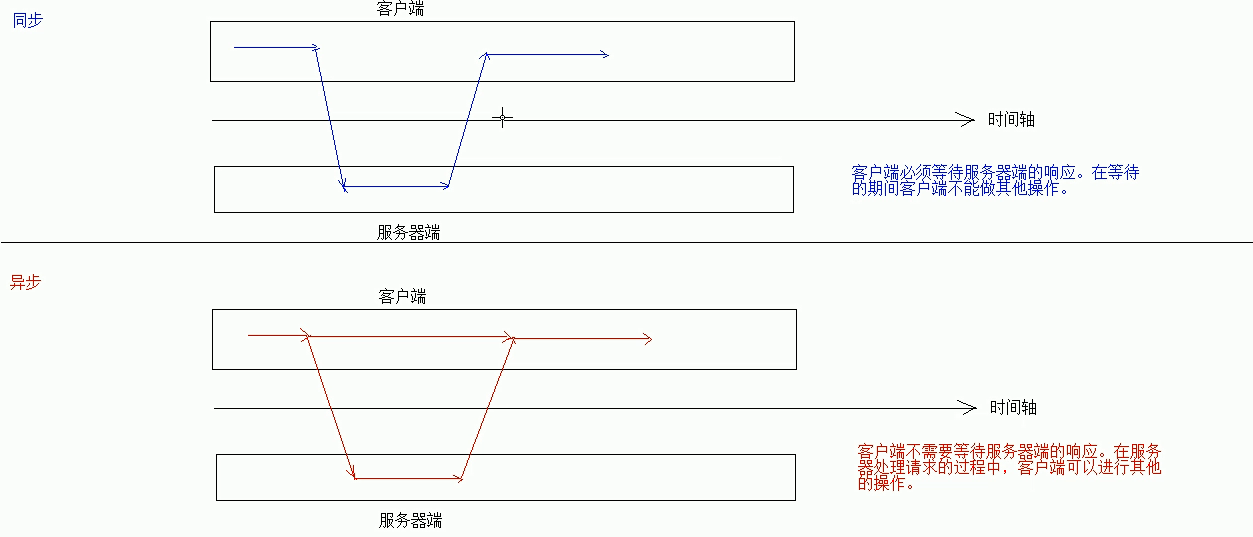 同步
客户端
时间轴
客户端必须等待服务器端的响应。在等待
的期间客户端不能做其他操作。
服务器端
异步
客户端
时间轴
客户端不需要等待服务器端的响应。在服务
器处理请求的过程中，客户端可以进行其他
的操作。
服务器端